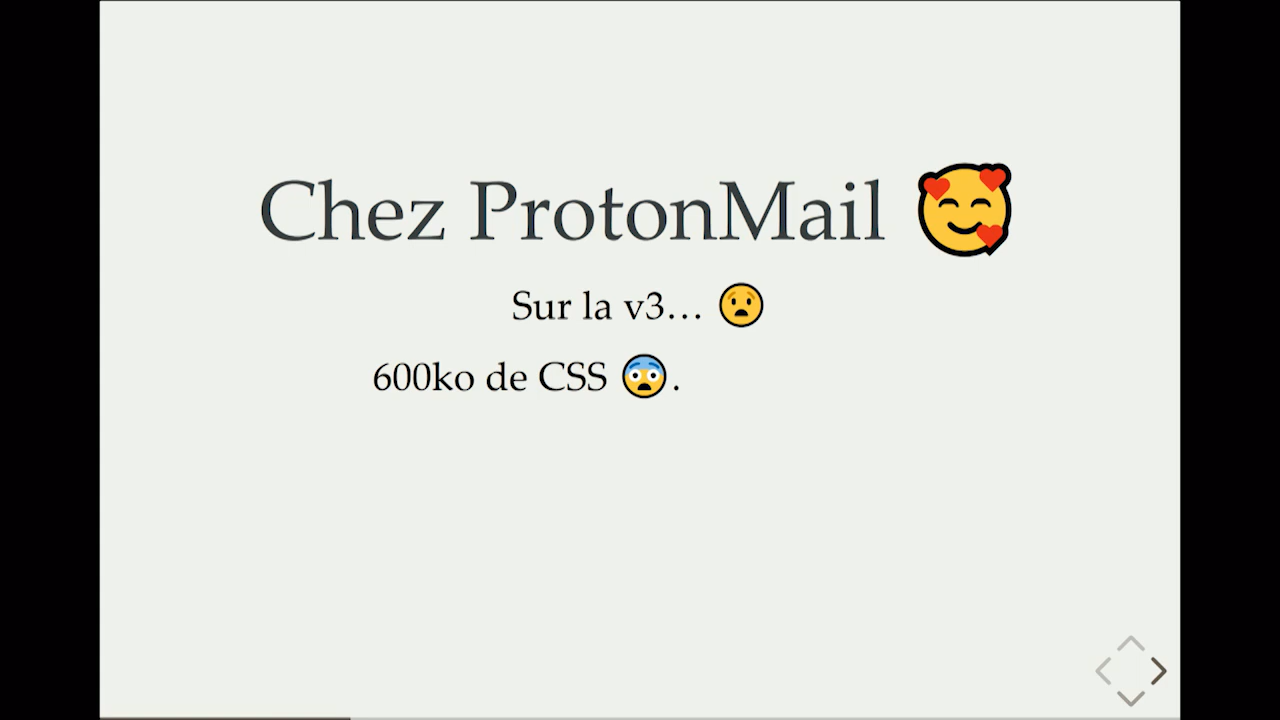 Chez ProtonMail 🥰
Sur la v3… 😧
600ko de CSS 😨.